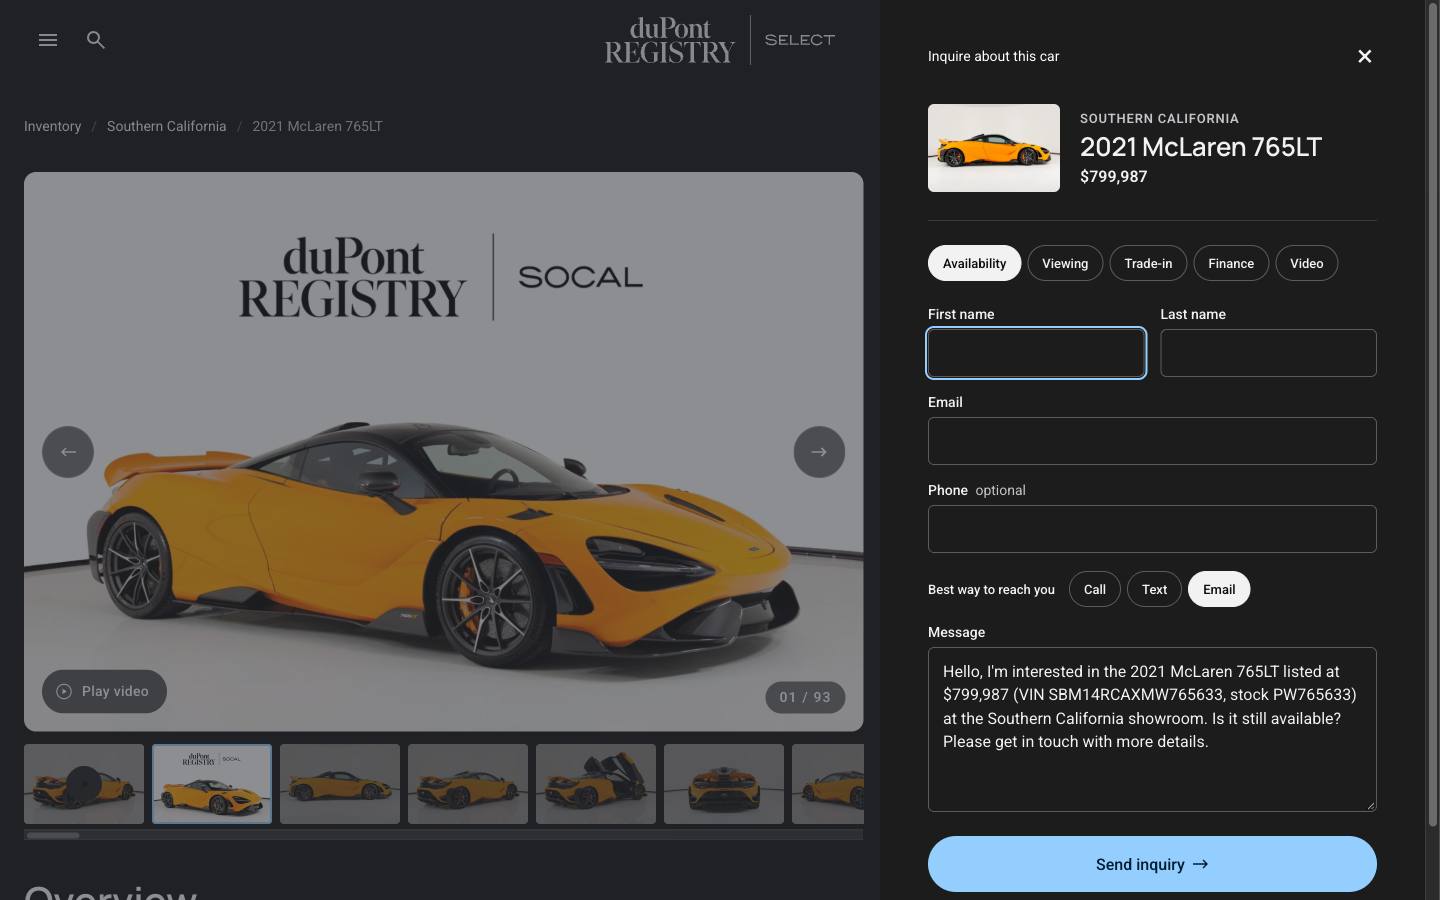 duPont
REGISTRY
SELECT
Inventory / Southern California / 2021 McLaren 765LT
duPont
REGISTRY
SOCAL
Play video
01 / 93
duPont
REGISTRY
SOCAL
Overview
Inquire about this car
SOUTHERN CALIFORNIA
2021 McLaren 765LT
$799,987
Availability
Viewing
Trade-in
Finance
Video
First name
Last name
Email
Phone optional
Best way to reach you
Call
Text
Email
Message
Hello, I'm interested in the 2021 McLaren 765LT listed at
$799,987 (VIN SBM14RCAXMW765633, stock PW765633)
at the Southern California showroom. Is it still available?
Please get in touch with more details.
Send inquiry